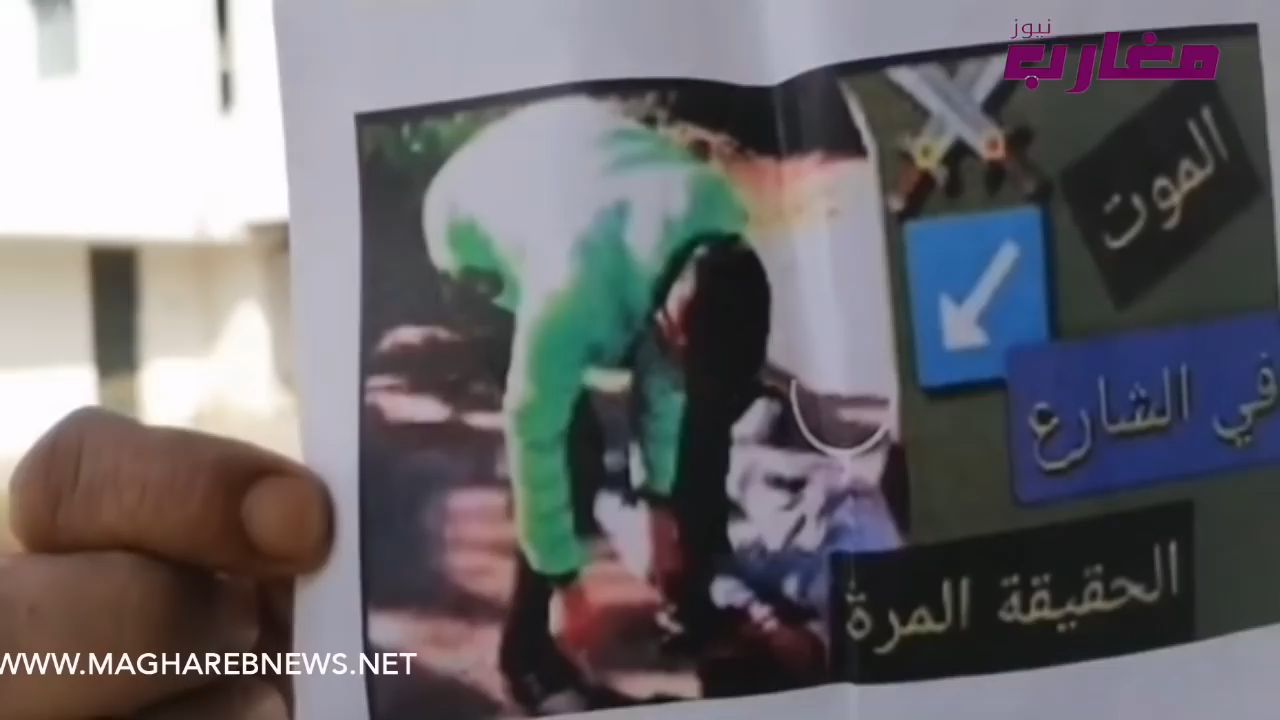 نيوز
مغارب
الموت
في الشارع
الحقيقة المرة
WWW.MAGHAREBNEWS.NET